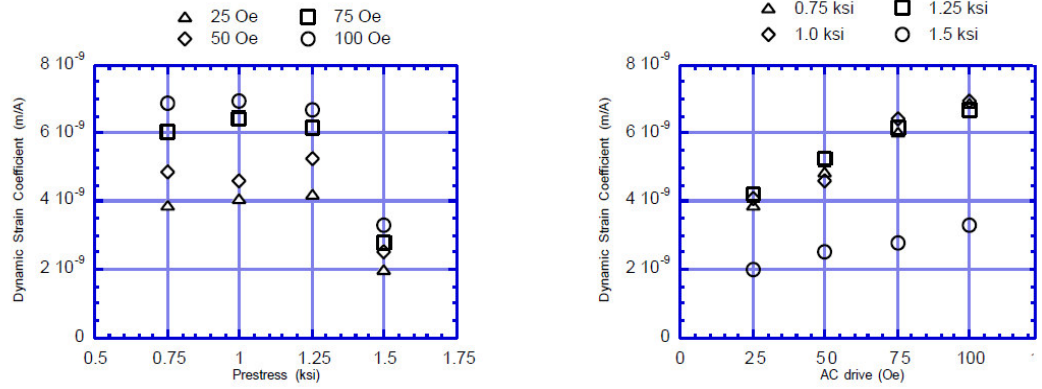 25 Oe 75 Oe
50 Oe 100 Oe
8 10-9
6 10-9
4 10-9
2 10-9
0
Dynamic Strain Coefficient (m/A)
0.5 0.75 1 1.25 1.5 1.75
Prestress (ksi)
0.75 ksi 1.25 ksi
1.0 ksi 1.5 ksi
8 10-9
6 10-9
4 10-9
2 10-9
0
Dynamic Strain Coefficient (m/A)
0 25 50 75 100
AC drive (Oe)